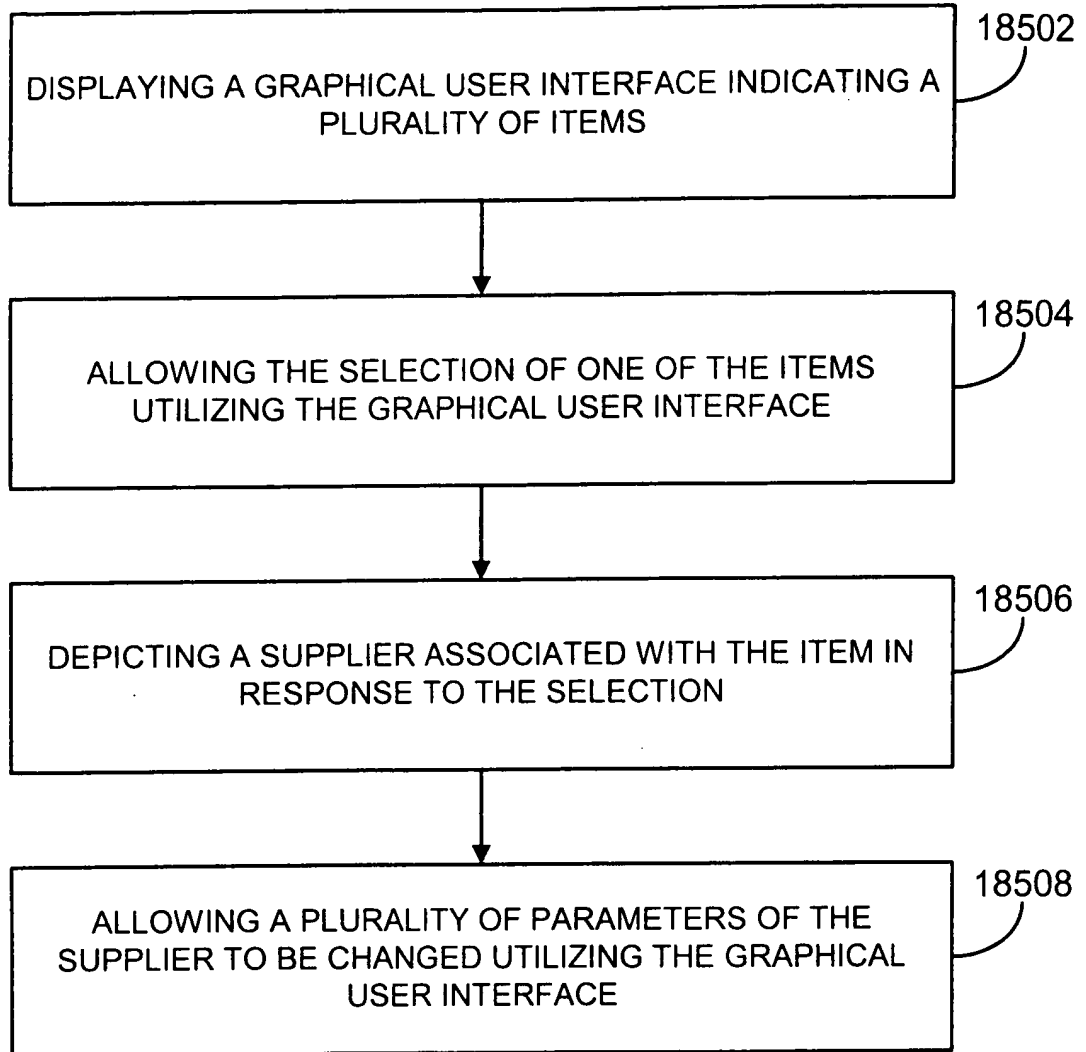 18502
DISPLAYING A GRAPHICAL USER INTERFACE INDICATING A
PLURALITY OF ITEMS
18504
ALLOWING THE SELECTION OF ONE OF THE ITEMS
UTILIZING THE GRAPHICAL USER INTERFACE
18506
DEPICTING A SUPPLIER ASSOCIATED WITH THE ITEM IN
RESPONSE TO THE SELECTION
18508
ALLOWING A PLURALITY OF PARAMETERS OF THE
SUPPLIER TO BE CHANGED UTILIZING THE GRAPHICAL
USER INTERFACE